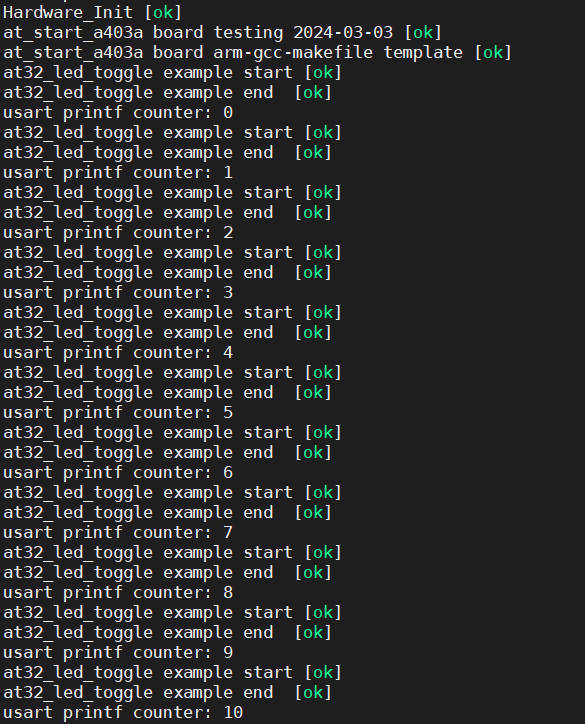 Hardware_Init [ok]
at_start_a403a board testing 2024-03-03 [ok]
at_start_a403a board arm-gcc-makefile template [ok]
at32_led_toggle example start [ok]
at32_led_toggle example end  [ok]
usart printf counter: 0
at32_led_toggle example start [ok]
at32_led_toggle example end  [ok]
usart printf counter: 1
at32_led_toggle example start [ok]
at32_led_toggle example end  [ok]
usart printf counter: 2
at32_led_toggle example start [ok]
at32_led_toggle example end  [ok]
usart printf counter: 3
at32_led_toggle example start [ok]
at32_led_toggle example end  [ok]
usart printf counter: 4
at32_led_toggle example start [ok]
at32_led_toggle example end  [ok]
usart printf counter: 5
at32_led_toggle example start [ok]
at32_led_toggle example end  [ok]
usart printf counter: 6
at32_led_toggle example start [ok]
at32_led_toggle example end  [ok]
usart printf counter: 7
at32_led_toggle example start [ok]
at32_led_toggle example end  [ok]
usart printf counter: 8
at32_led_toggle example start [ok]
at32_led_toggle example end  [ok]
usart printf counter: 9
at32_led_toggle example start [ok]
at32_led_toggle example end  [ok]
usart printf counter: 10